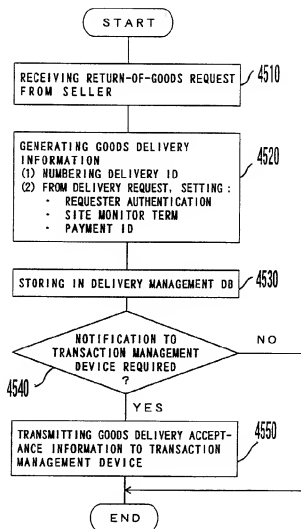 START
RECEIVING RETURN-OF-GOODS REQUEST
FROM SELLER
4510
GENERATING GOODS DELIVERY
INFORMATION
(1) NUMBERING DELIVERY ID
(2) FROM DELIVERY REQUEST, SETTING:
· REQUESTER AUTHENTICATION
· SITE MONITOR TERM
· PAYMENT ID
4520
STORING IN DELIVERY MANAGEMENT DB
4530
NOTIFICATION TO
TRANSACTION MANAGEMENT
DEVICE REQUIRED
?
NO
4540
YES
4550
TRANSMITTING GOODS DELIVERY ACCEPT-
ANCE INFORMATION TO TRANSACTION
MANAGEMENT DEVICE
END